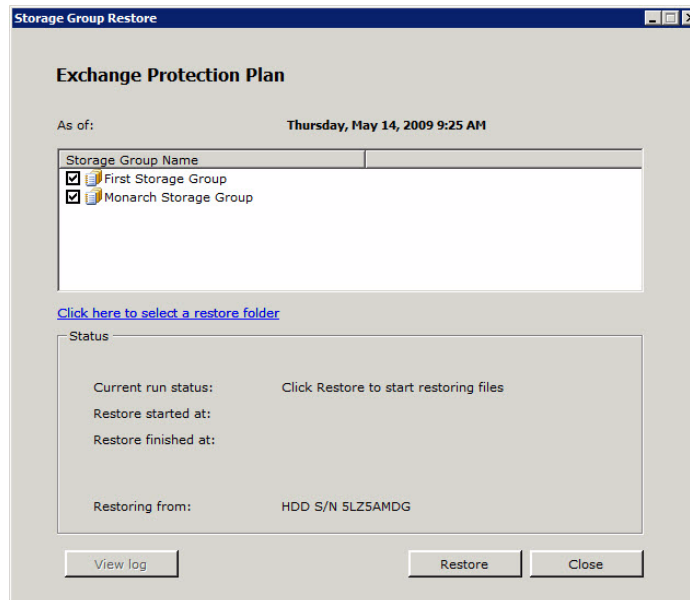 Storage Group Restore
Exchange Protection Plan
As of: Thursday, May 14, 2009 9:25 AM
Storage Group Name
First Storage Group
Monarch Storage Group
Click here to select a restore folder
Status
Current run status: Click Restore to start restoring files
Restore started at:
Restore finished at:
Restoring from: HDD S/N 5LZ5AMDG
View log Restore Close